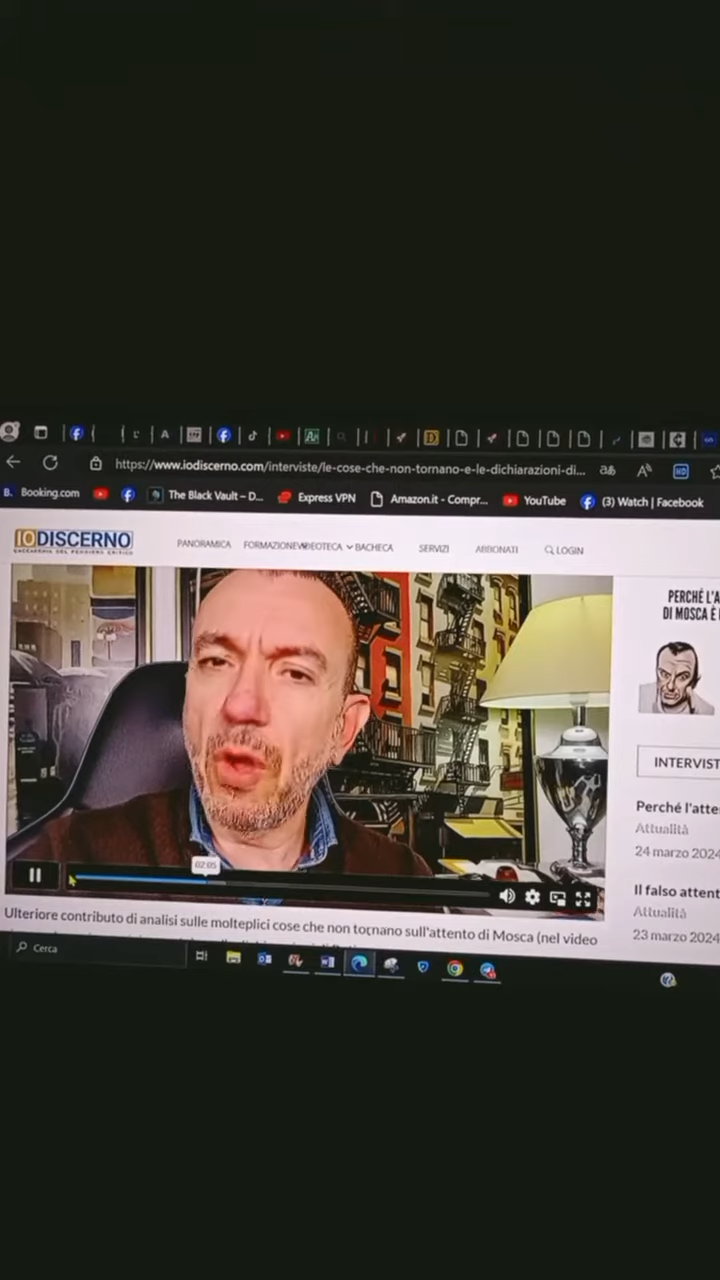 https://www.iodiscerno.com/interviste/le-cose-che-non-tornano-e-le-dichiarazioni-di...
B. Booking.com
The Black Vault – D...
Express VPN
Amazon.it - Compr...
YouTube
(3) Watch | Facebook
IODISCERNO
PANORAMICA
BACHECA
SERVIZI
ABBONATI
LOGIN
PERCHÉ L'A
DI MOSCA È
02:05
INTERVIST
Perché l'atte
Attualità
24 marzo 2024
Il falso attent
Attualità
23 marzo 2024
Ulteriore contributo di analisi sulle molteplici cose che non tornano sull'attento di Mosca (nel video
Cerca